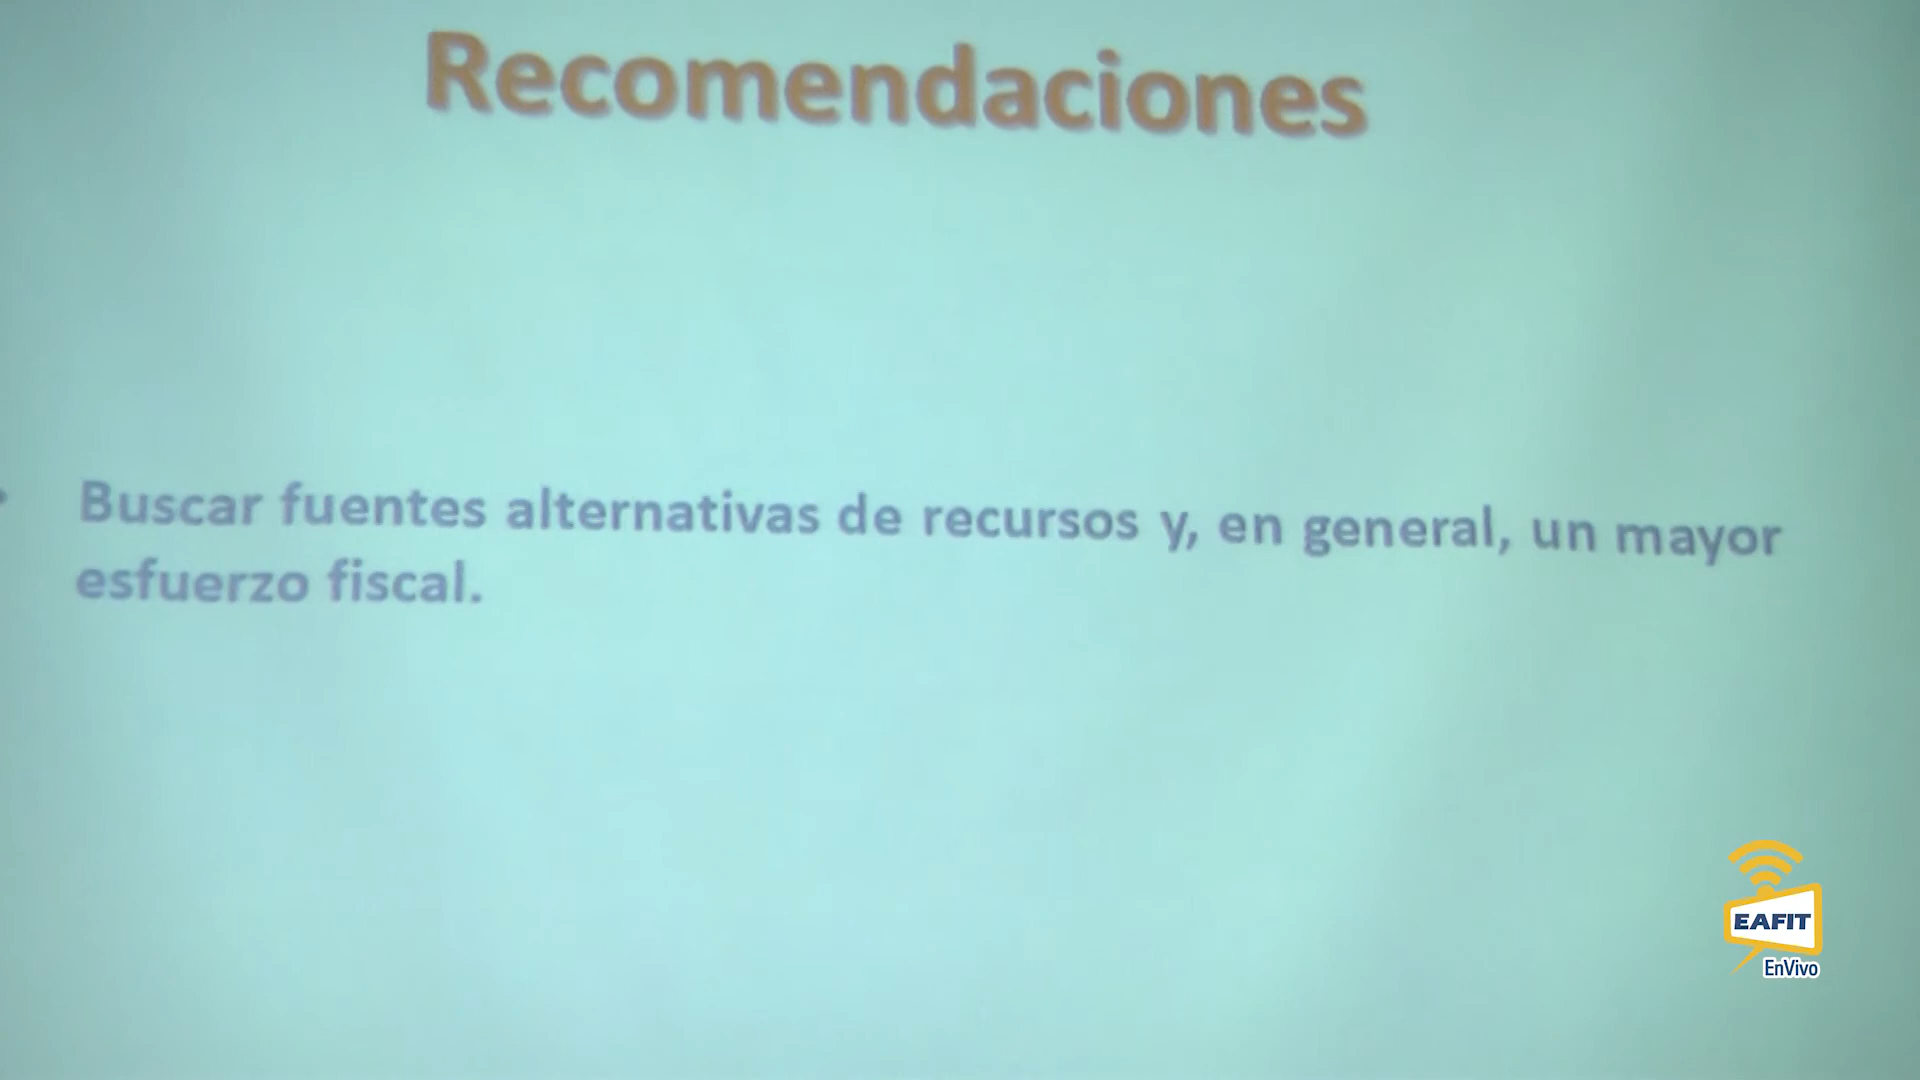 Recomendaciones
• Buscar fuentes alternativas de recursos y, en general, un mayor
esfuerzo fiscal.
EAFIT
EnVivo